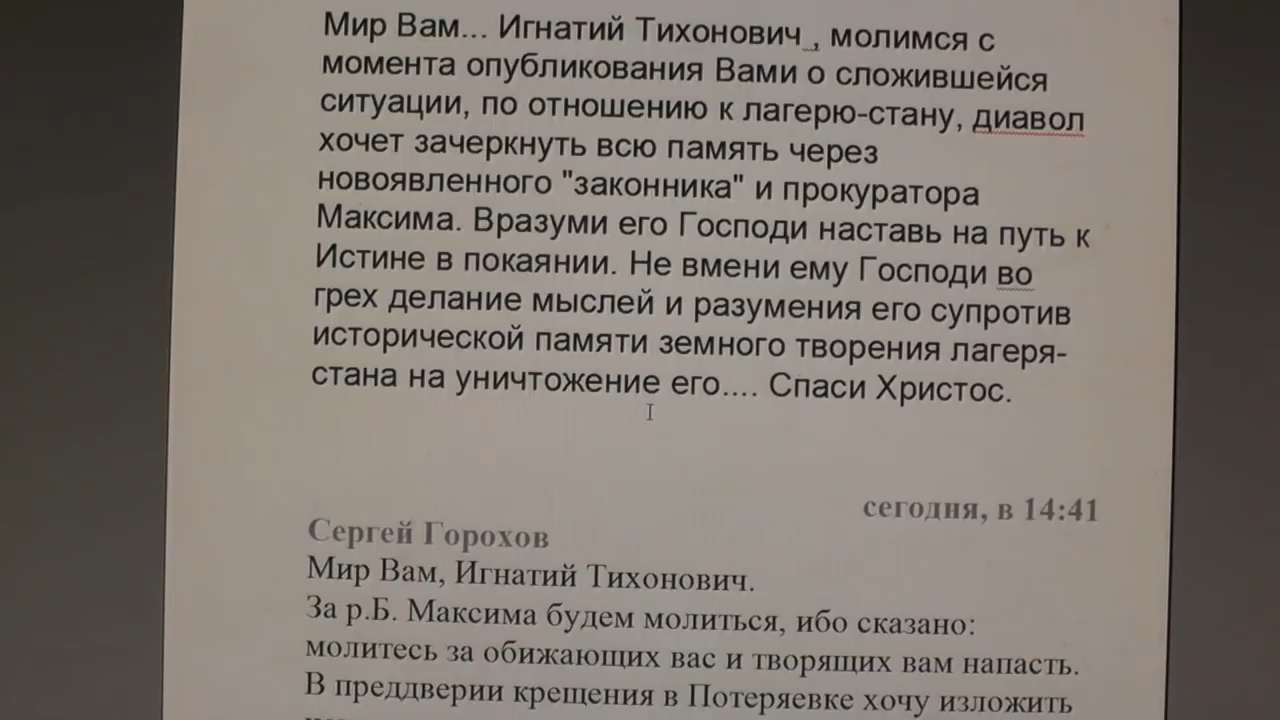 Мир Вам... Игнатий Тихонович , молимся с
момента опубликования Вами о сложившейся
ситуации, по отношению к лагерю-стану, диавол
хочет зачеркнуть всю память через
новоявленного "законника" и прокуратора
Максима. Вразуми его Господи наставь на путь к
Истине в покаянии. Не вмени ему Господи во
грех делание мыслей и разумения его супротив
исторической памяти земного творения лагеря-
стана на уничтожение его.... Спаси Христос.
сегодня, в 14:41
Сергей Горохов
Мир Вам, Игнатий Тихонович.
За р.Б. Максима будем молиться, ибо сказано:
молитесь за обижающих вас и творящих вам напасть.
В преддверии крещения в Потеряевке хочу изложить